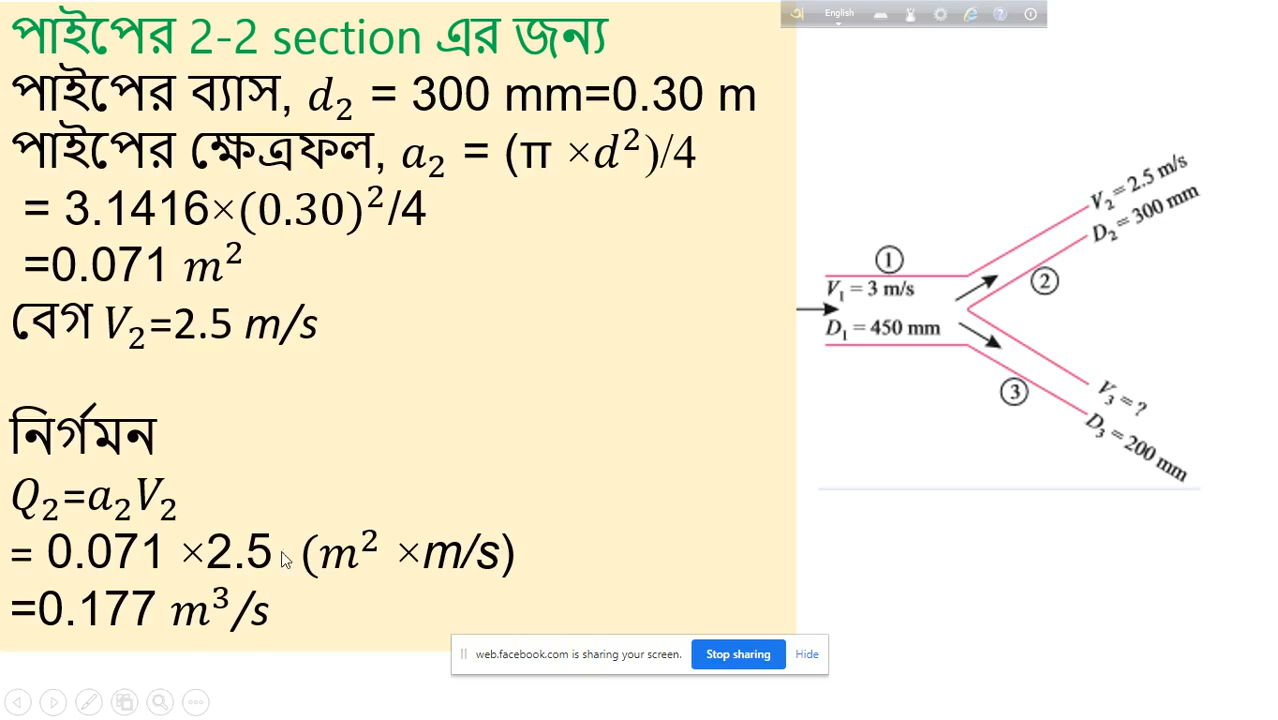 পাইপের 2-2 section এর জন্য
পাইপের ব্যাস, d₂ = 300 mm=0.30 m
পাইপের ক্ষেত্রফল, a₂ = (π ×d²)/4
= 3.1416×(0.30)²/4
=0.071 m²
বেগ V₂=2.5 m/s
নির্গমন
Q₂=a₂V₂
= 0.071 ×2.5 (m² ×m/s)
=0.177 m³/s
অ English
V₂ = 2.5 m/s
D₂ = 300 mm
①
②
V₁ = 3 m/s
D₁ = 450 mm
③
V₃ = ?
D₃ = 200 mm
web.facebook.com is sharing your screen. Stop sharing Hide